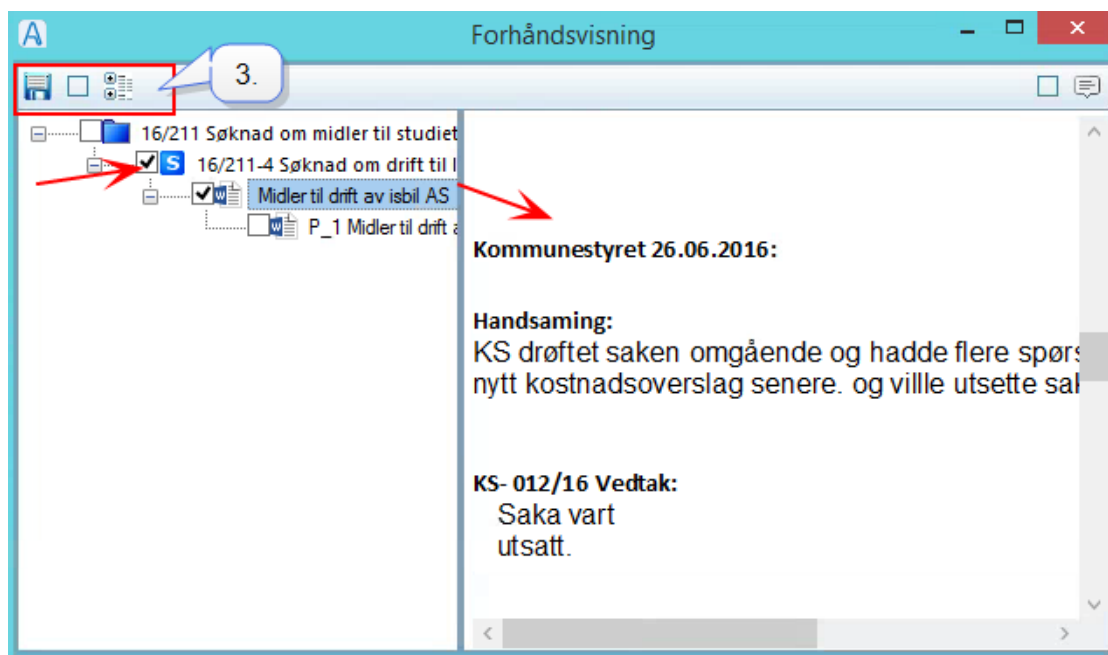 Forhåndsvisning
3.
16/211 Søknad om midler til studiet
S 16/211-4 Søknad om drift til l
Midler til drift av isbil AS
P_1 Midler til drift a
Kommunestyret 26.06.2016:
Handsaming:
KS drøftet saken omgående og hadde flere spørs
nytt kostnadsoverslag senere. og villle utsette sak
KS- 012/16 Vedtak:
Saka vart
utsatt.